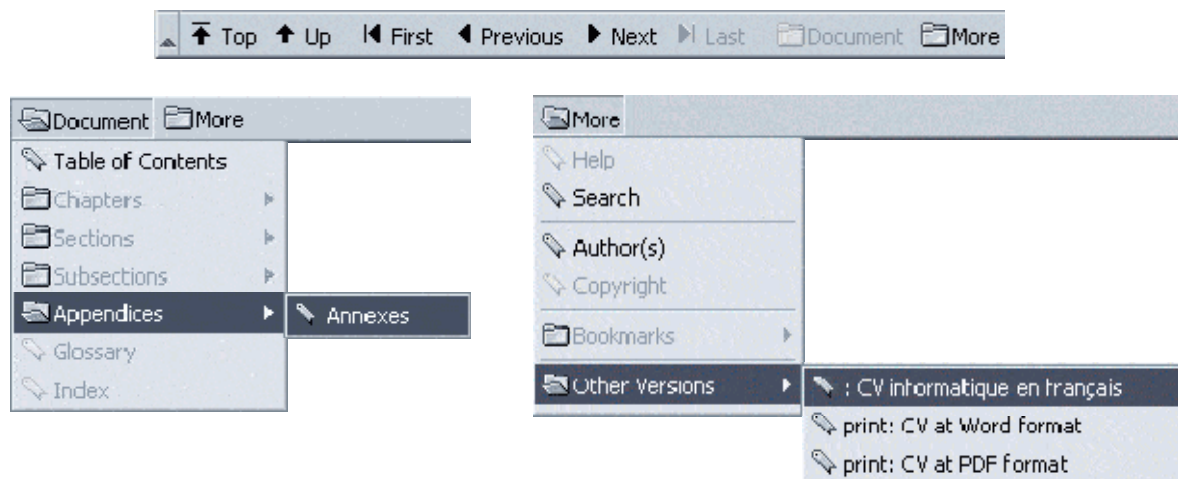 Top Up First Previous Next Last Document More
Document More
Table of Contents
Chapters
Sections
Subsections
Appendices
Annexes
Glossary
Index
More
Help
Search
Author(s)
Copyright
Bookmarks
Other Versions
: CV informatique en français
print: CV at Word format
print: CV at PDF format